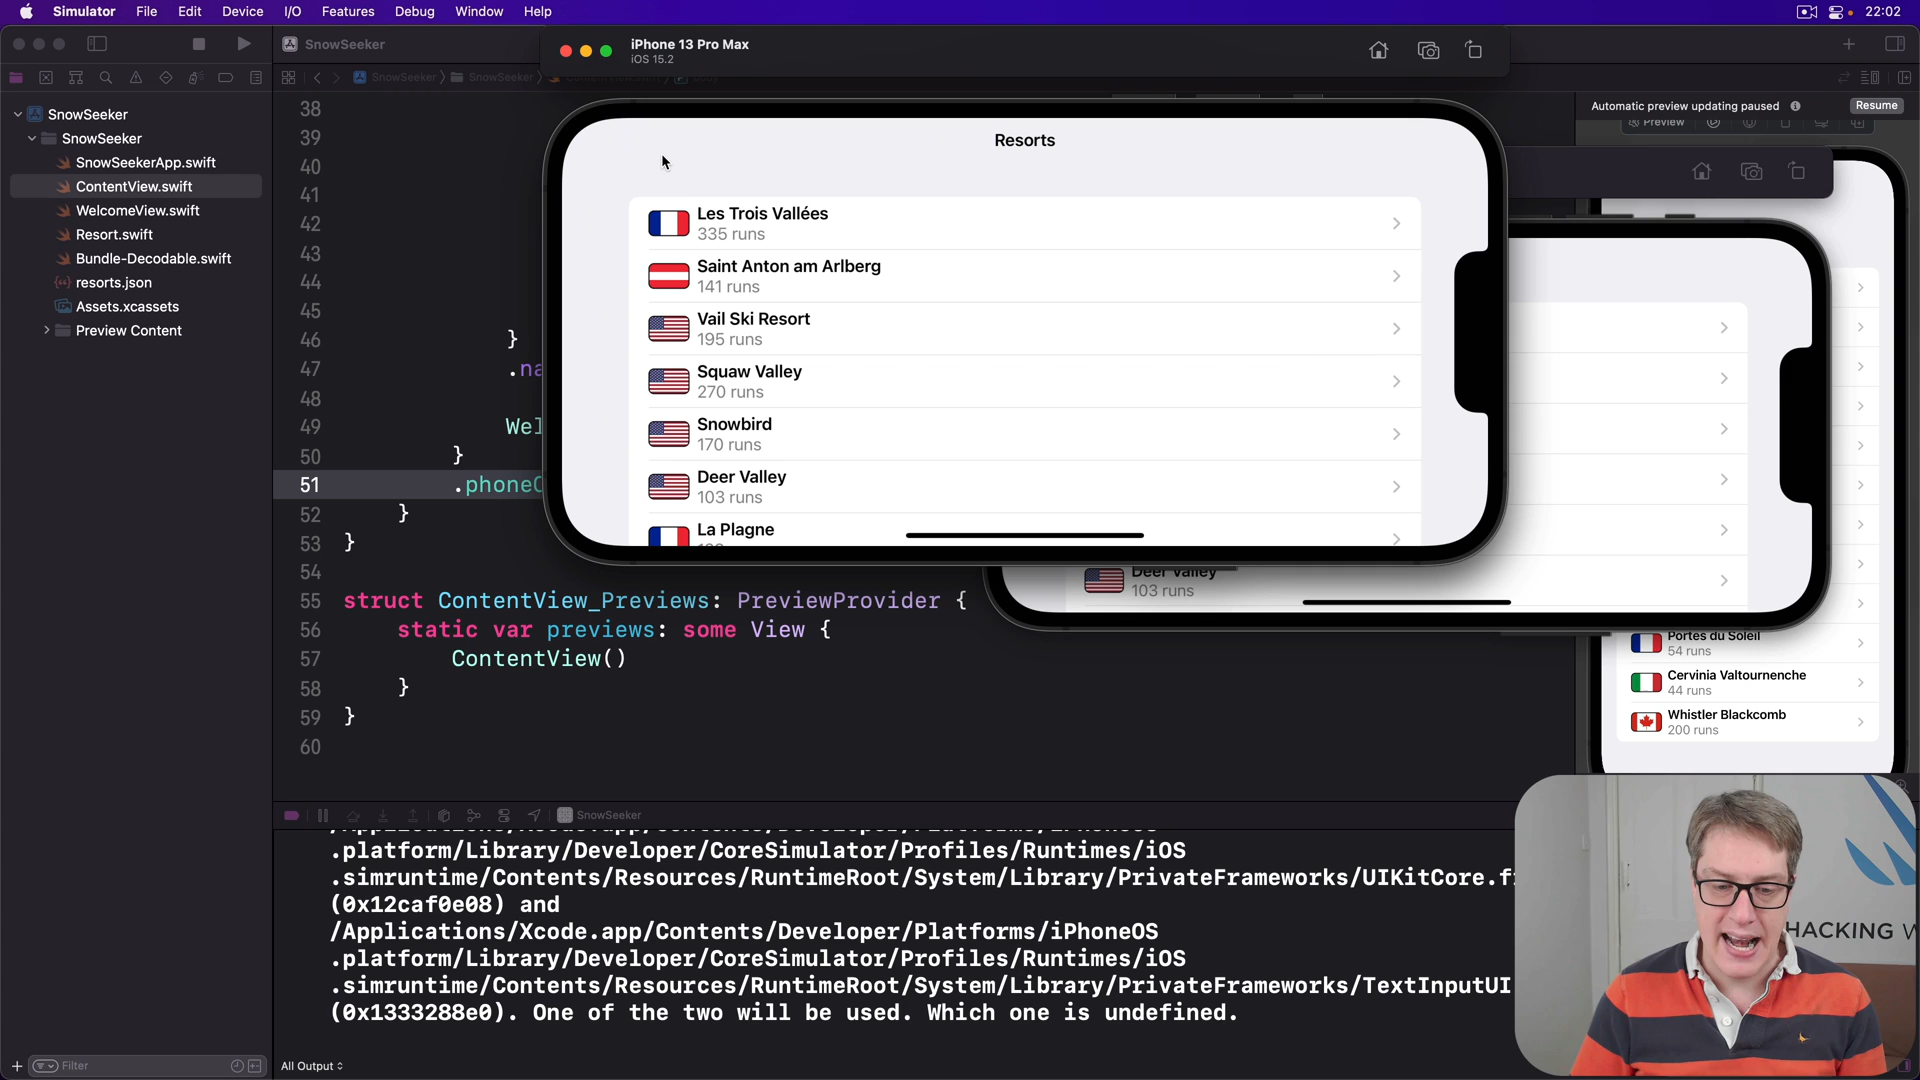 Simulator File Edit Device I/O Features Debug Window Help 22:02
SnowSeeker
iPhone 13 Pro Max
iOS 15.2
SnowSeeker SnowSeeker
SnowSeeker
SnowSeeker
SnowSeekerApp.swift
ContentView.swift
WelcomeView.swift
Resort.swift
Bundle-Decodable.swift
resorts.json
Assets.xcassets
Preview Content
Filter
38
39
40
41
42
43
44
45
46 }
47 .na
48
49 Wel
50 }
51 .phone
52 }
53 }
54
55 struct ContentView_Previews: PreviewProvider {
56 static var previews: some View {
57 ContentView()
58 }
59 }
60
Resorts
Les Trois Vallées
335 runs
Saint Anton am Arlberg
141 runs
Vail Ski Resort
195 runs
Squaw Valley
270 runs
Snowbird
170 runs
Deer Valley
103 runs
La Plagne
Deer Valley
103 runs
Automatic preview updating paused Resume
Preview
Portes du Soleil
54 runs
Cervinia Valtournenche
44 runs
Whistler Blackcomb
200 runs
SnowSeeker
/Applications/Xcode.app/Contents/Developer/Platforms/iPhoneOS
.platform/Library/Developer/CoreSimulator/Profiles/Runtimes/iOS
.simruntime/Contents/Resources/RuntimeRoot/System/Library/PrivateFrameworks/UIKitCore.f
(0x12caf0e08) and
/Applications/Xcode.app/Contents/Developer/Platforms/iPhoneOS
.platform/Library/Developer/CoreSimulator/Profiles/Runtimes/iOS
.simruntime/Contents/Resources/RuntimeRoot/System/Library/PrivateFrameworks/TextInputUI
(0x1333288e0). One of the two will be used. Which one is undefined.
All Output
HACKING W